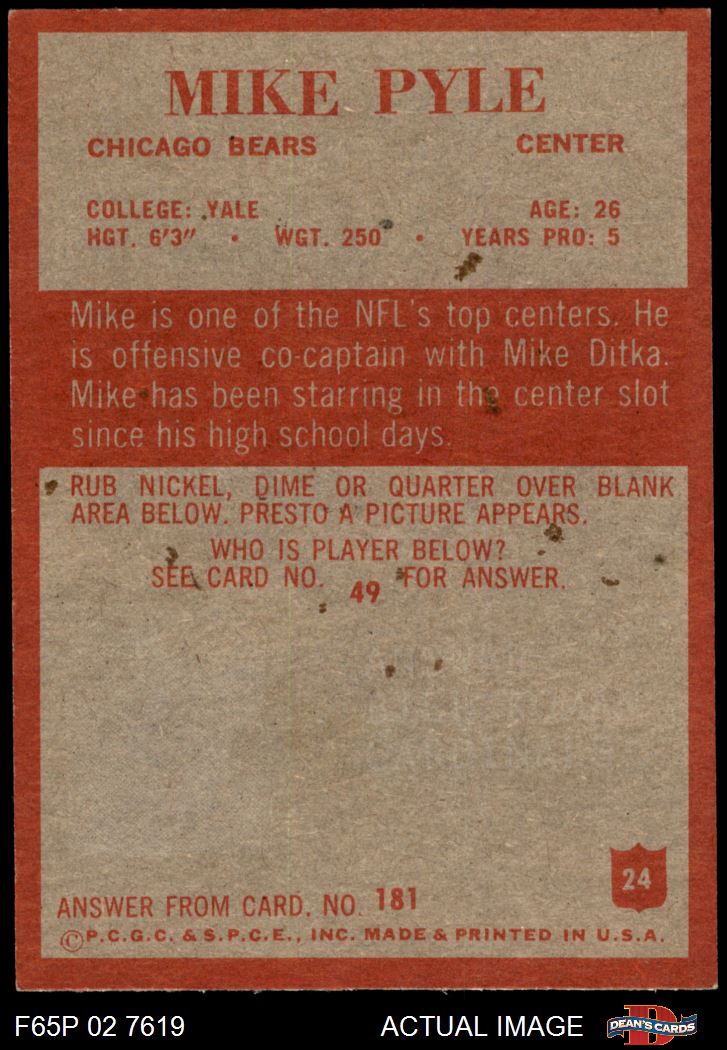 MIKE PYLE
CHICAGO BEARS CENTER
COLLEGE: YALE AGE: 26
HGT. 6'3" • WGT. 250 • YEARS PRO: 5
Mike is one of the NFL's top centers. He
is offensive co-captain with Mike Ditka.
Mike has been starring in the center slot
since his high school days.
RUB NICKEL, DIME OR QUARTER OVER BLANK
AREA BELOW. PRESTO A PICTURE APPEARS.
WHO IS PLAYER BELOW?
SEE CARD NO. 49 FOR ANSWER.
24
ANSWER FROM CARD. NO. 181
©P.C.G.C. & S.P.C.E., INC. MADE & PRINTED IN U.S.A.
F65P 02 7619 ACTUAL IMAGE DEAN'S CARDS